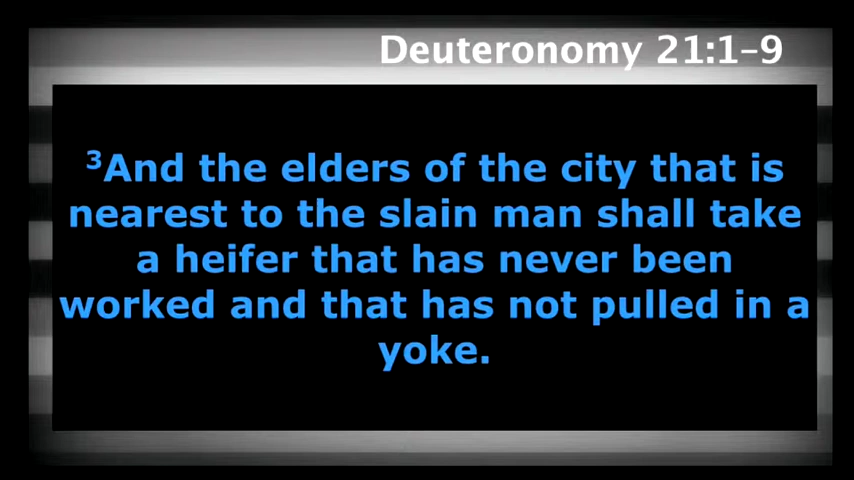 Deuteronomy 21:1–9
³And the elders of the city that is
nearest to the slain man shall take
a heifer that has never been
worked and that has not pulled in a
yoke.